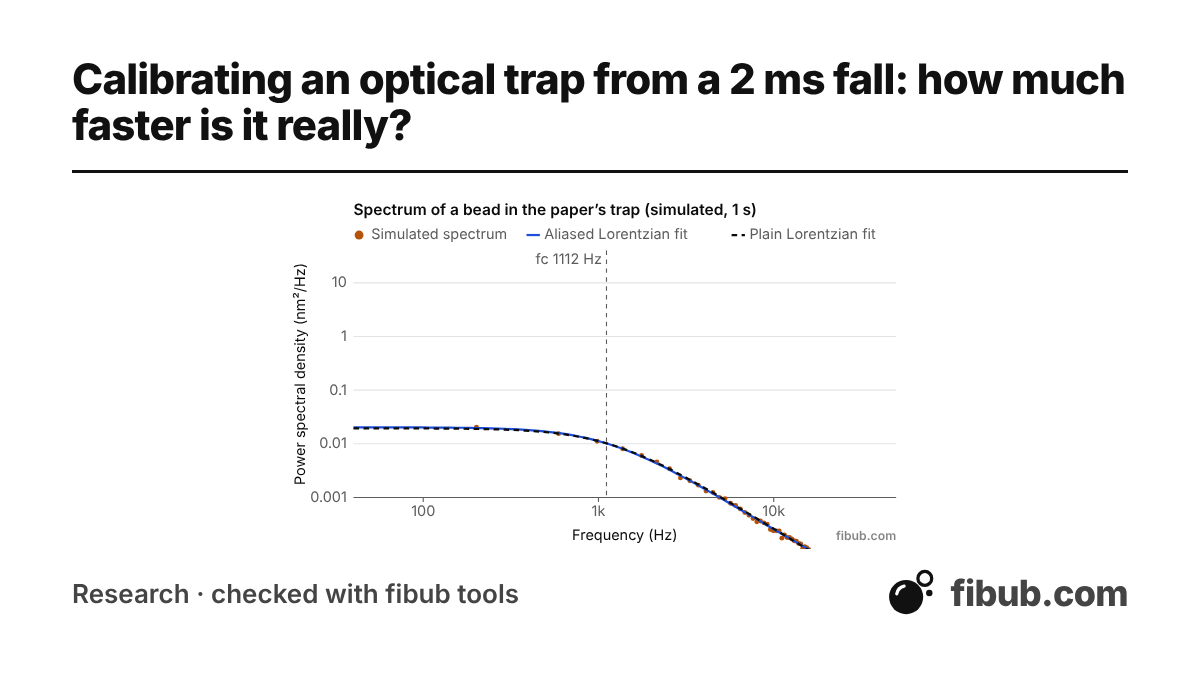 Calibrating an optical trap from a 2 ms fall: how much
faster is it really?
Spectrum of a bead in the paper’s trap (simulated, 1 s)
Simulated spectrum Aliased Lorentzian fit Plain Lorentzian fit
fc 1112 Hz
Power spectral density (nm²/Hz)
10
1
0.1
0.01
0.001
100 1k 10k
Frequency (Hz)
fibub.com
Research · checked with fibub tools
fibub.com